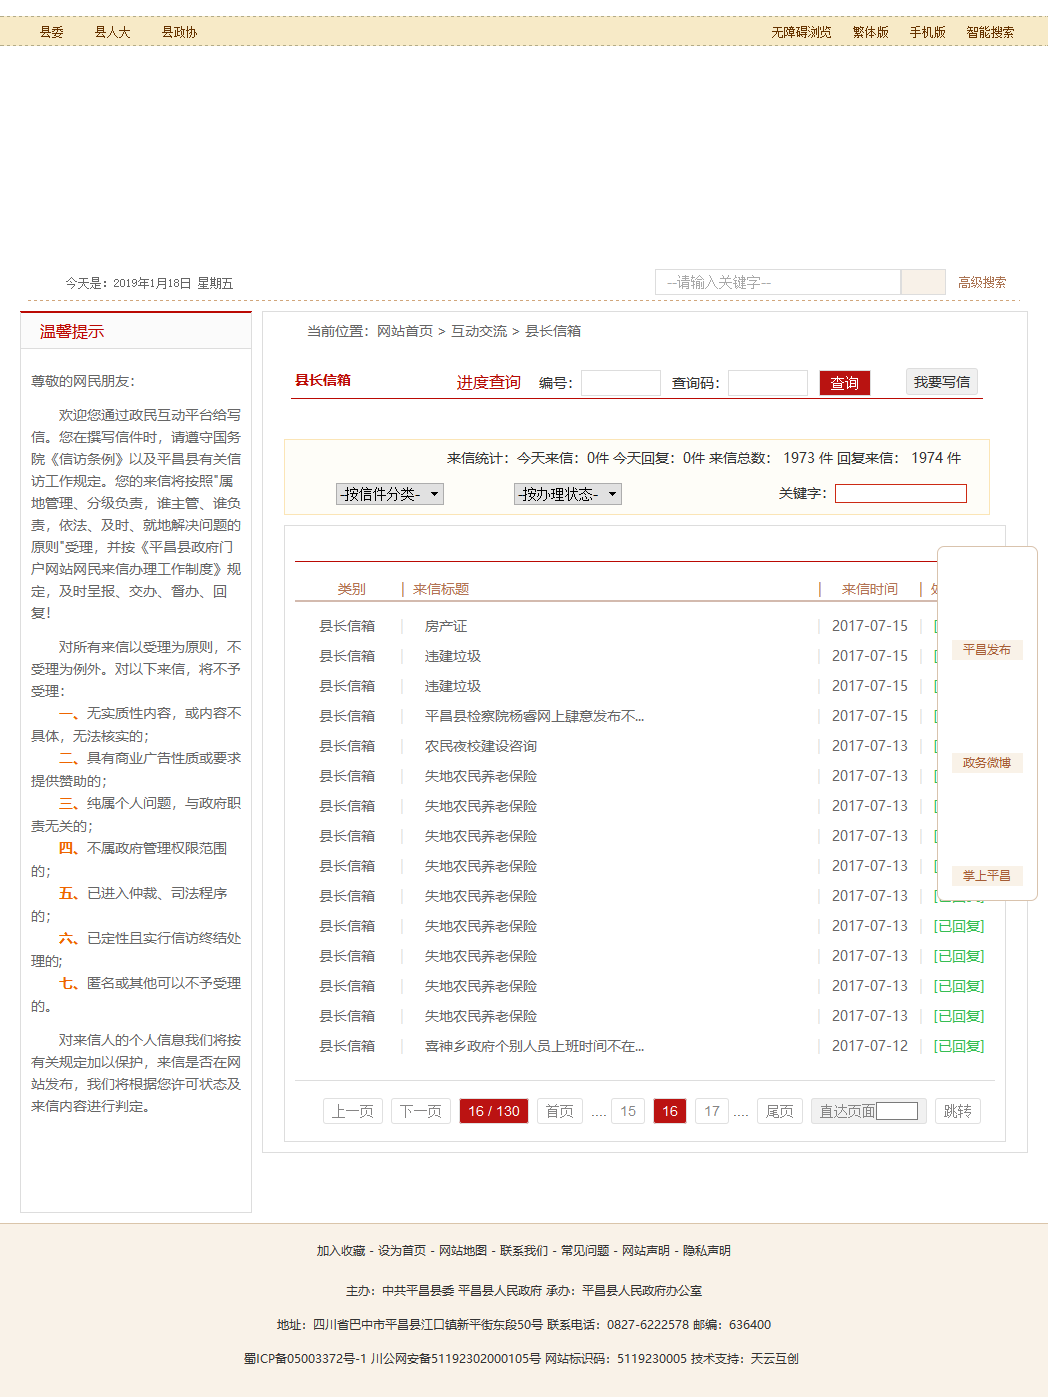 县委 县人大 县政协 无障碍浏览 繁体版 手机版 智能搜索
今天是：2019年1月18日 星期五 --请输入关键字-- 高级搜索
温馨提示
尊敬的网民朋友：
欢迎您通过政民互动平台给写
信。您在撰写信件时，请遵守国务
院《信访条例》以及平昌县有关信
访工作规定。您的来信将按照"属
地管理、分级负责，谁主管、谁负
责，依法、及时、就地解决问题的
原则"受理，并按《平昌县政府门
户网站网民来信办理工作制度》规
定，及时呈报、交办、督办、回
复！
对所有来信以受理为原则，不
受理为例外。对以下来信，将不予
受理：
一、无实质性内容，或内容不
具体，无法核实的；
二、具有商业广告性质或要求
提供赞助的；
三、纯属个人问题，与政府职
责无关的；
四、不属政府管理权限范围
的；
五、已进入仲裁、司法程序
的；
六、已定性且实行信访终结处
理的;
七、匿名或其他可以不予受理
的。
对来信人的个人信息我们将按
有关规定加以保护，来信是否在网
站发布，我们将根据您许可状态及
来信内容进行判定。
当前位置：网站首页 > 互动交流 > 县长信箱
县长信箱 进度查询 编号： 查询码： 查询 我要写信
来信统计：今天来信：0件 今天回复：0件 来信总数： 1973 件 回复来信： 1974 件
-按信件分类- -按办理状态- 关键字：
类别 来信标题 来信时间
县长信箱 房产证 2017-07-15
县长信箱 违建垃圾 2017-07-15
县长信箱 违建垃圾 2017-07-15
县长信箱 平昌县检察院杨睿网上肆意发布不... 2017-07-15
县长信箱 农民夜校建设咨询 2017-07-13
县长信箱 失地农民养老保险 2017-07-13
县长信箱 失地农民养老保险 2017-07-13
县长信箱 失地农民养老保险 2017-07-13
县长信箱 失地农民养老保险 2017-07-13
县长信箱 失地农民养老保险 2017-07-13
县长信箱 失地农民养老保险 2017-07-13 [已回复]
县长信箱 失地农民养老保险 2017-07-13 [已回复]
县长信箱 失地农民养老保险 2017-07-13 [已回复]
县长信箱 失地农民养老保险 2017-07-13 [已回复]
县长信箱 喜神乡政府个别人员上班时间不在... 2017-07-12 [已回复]
上一页 下一页 16 / 130 首页 .... 15 16 17 .... 尾页 直达页面 跳转
平昌发布
政务微博
掌上平昌
加入收藏 - 设为首页 - 网站地图 - 联系我们 - 常见问题 - 网站声明 - 隐私声明
主办：中共平昌县委 平昌县人民政府 承办：平昌县人民政府办公室
地址：四川省巴中市平昌县江口镇新平街东段50号 联系电话：0827-6222578 邮编：636400
蜀ICP备05003372号-1 川公网安备51192302000105号 网站标识码：5119230005 技术支持：天云互创